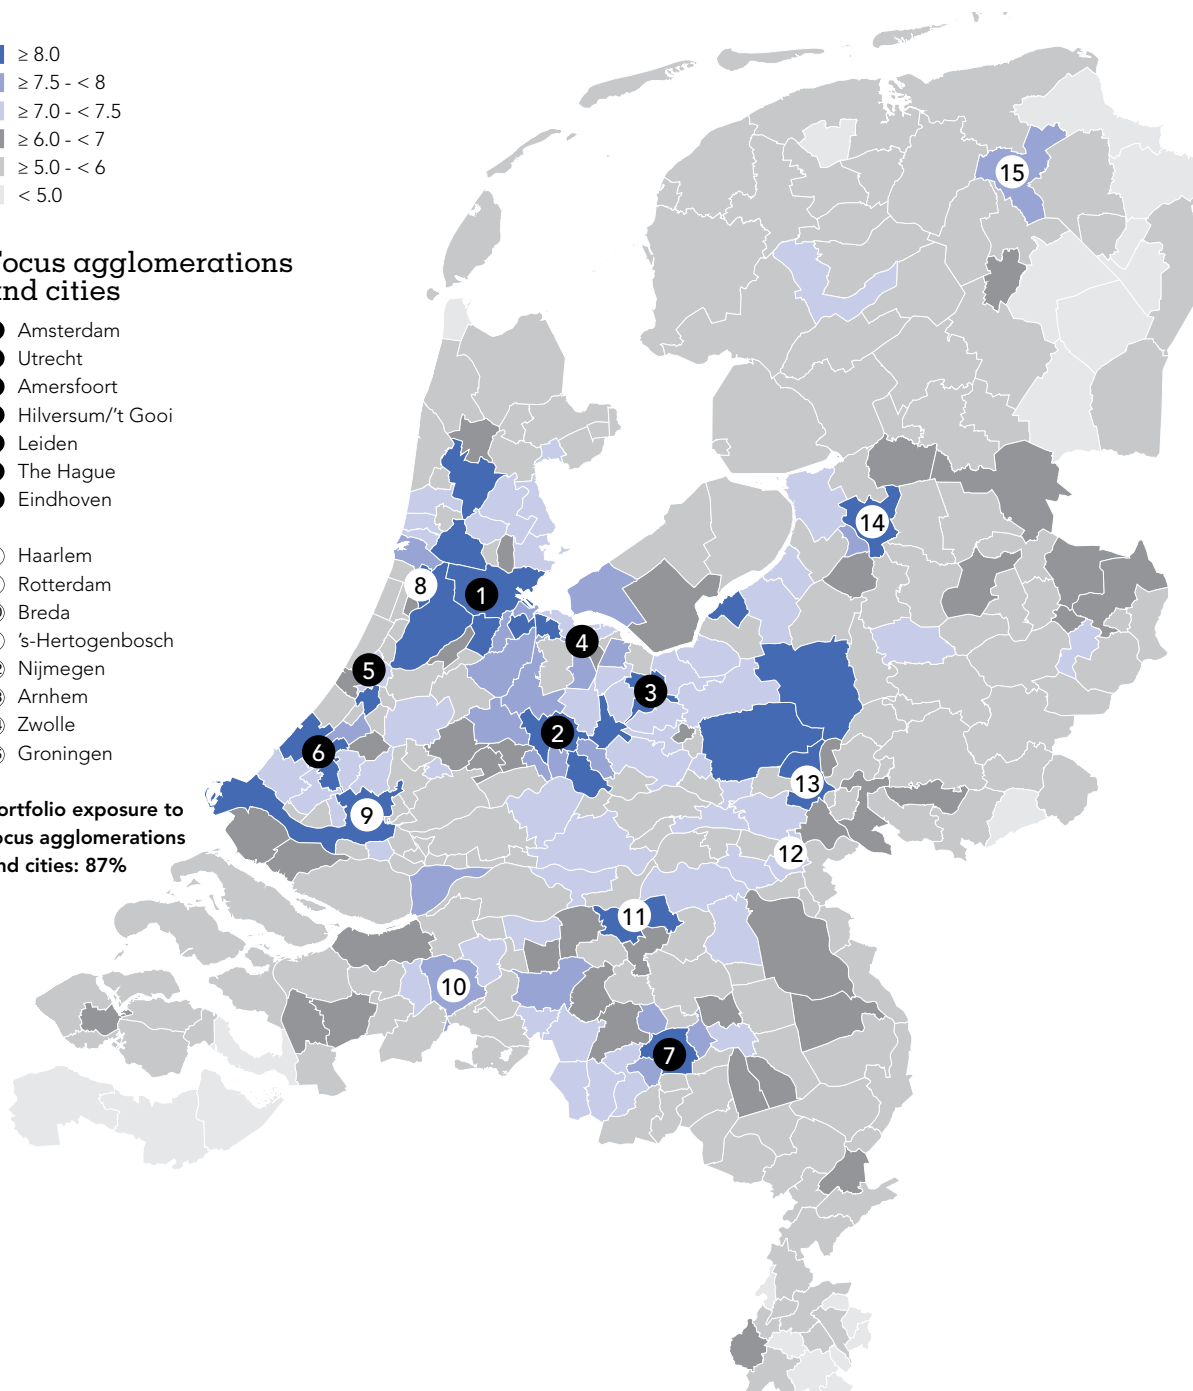 ≥ 8.0
≥ 7.5 - < 8
≥ 7.0 - < 7.5
≥ 6.0 - < 7
≥ 5.0 - < 6
< 5.0
ocus agglomerations
nd cities
Amsterdam
Utrecht
Amersfoort
Hilversum/'t Gooi
Leiden
The Hague
Eindhoven
Haarlem
Rotterdam
Breda
's-Hertogenbosch
Nijmegen
Arnhem
Zwolle
Groningen
ortfolio exposure to
ocus agglomerations
nd cities: 87%
15
14
8
1
4
5
3
2
6
13
9
12
11
10
7